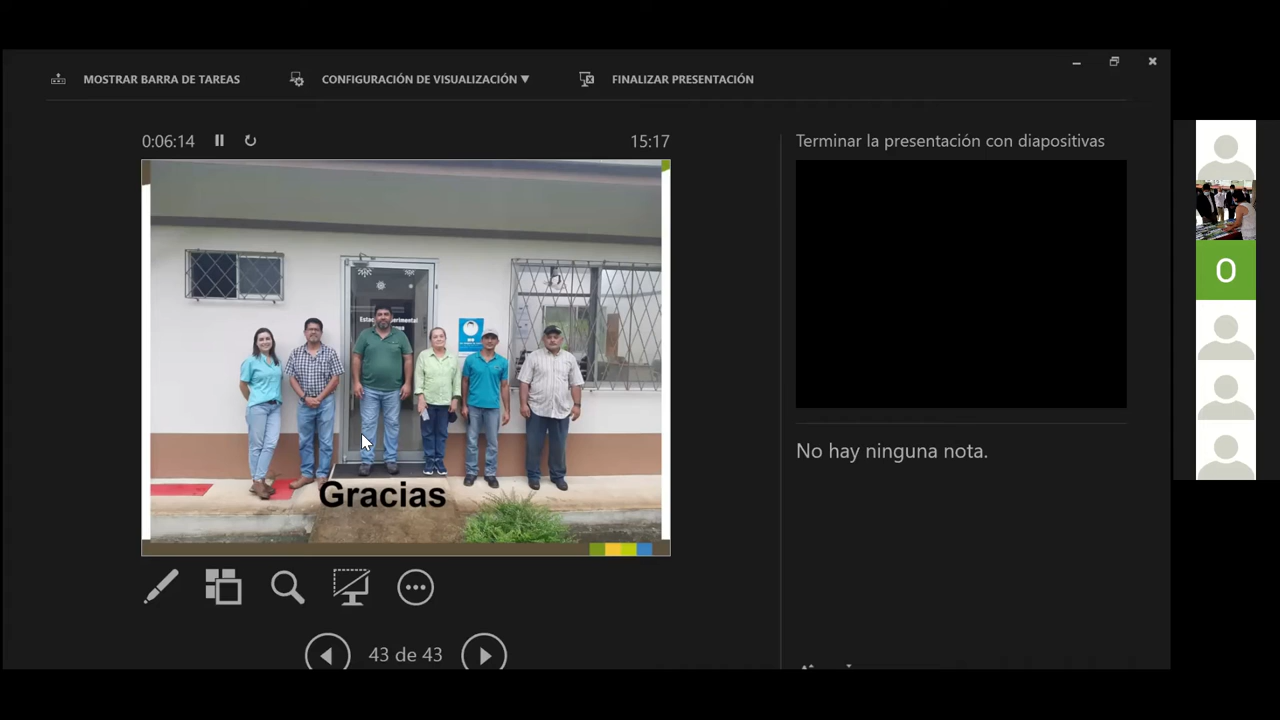 MOSTRAR BARRA DE TAREAS
CONFIGURACIÓN DE VISUALIZACIÓN ▼
FINALIZAR PRESENTACIÓN
0:06:14
15:17
Gracias
43 de 43
Terminar la presentación con diapositivas
No hay ninguna nota.
O